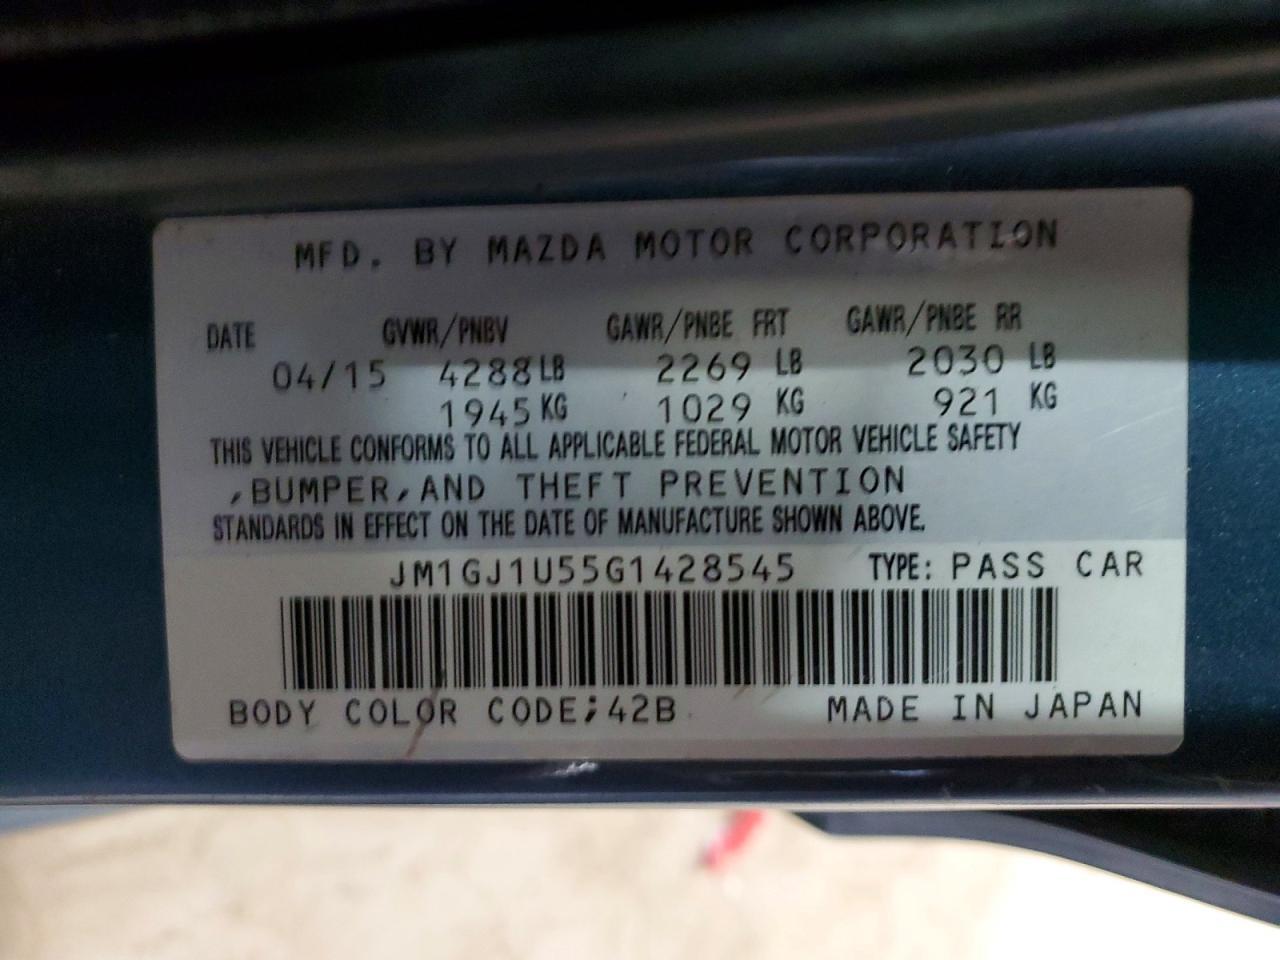 MFD. BY MAZDA MOTOR CORPORATION
DATE GVWR/PNBV GAWR/PNBE FRT GAWR/PNBE RR
04/15 4288 LB 2269 LB 2030 LB
1945 KG 1029 KG 921 KG
THIS VEHICLE CONFORMS TO ALL APPLICABLE FEDERAL MOTOR VEHICLE SAFETY
,BUMPER,AND THEFT PREVENTION
STANDARDS IN EFFECT ON THE DATE OF MANUFACTURE SHOWN ABOVE.
JM1GJ1U55G1428545 TYPE: PASS CAR
BODY COLOR CODE;42B MADE IN JAPAN